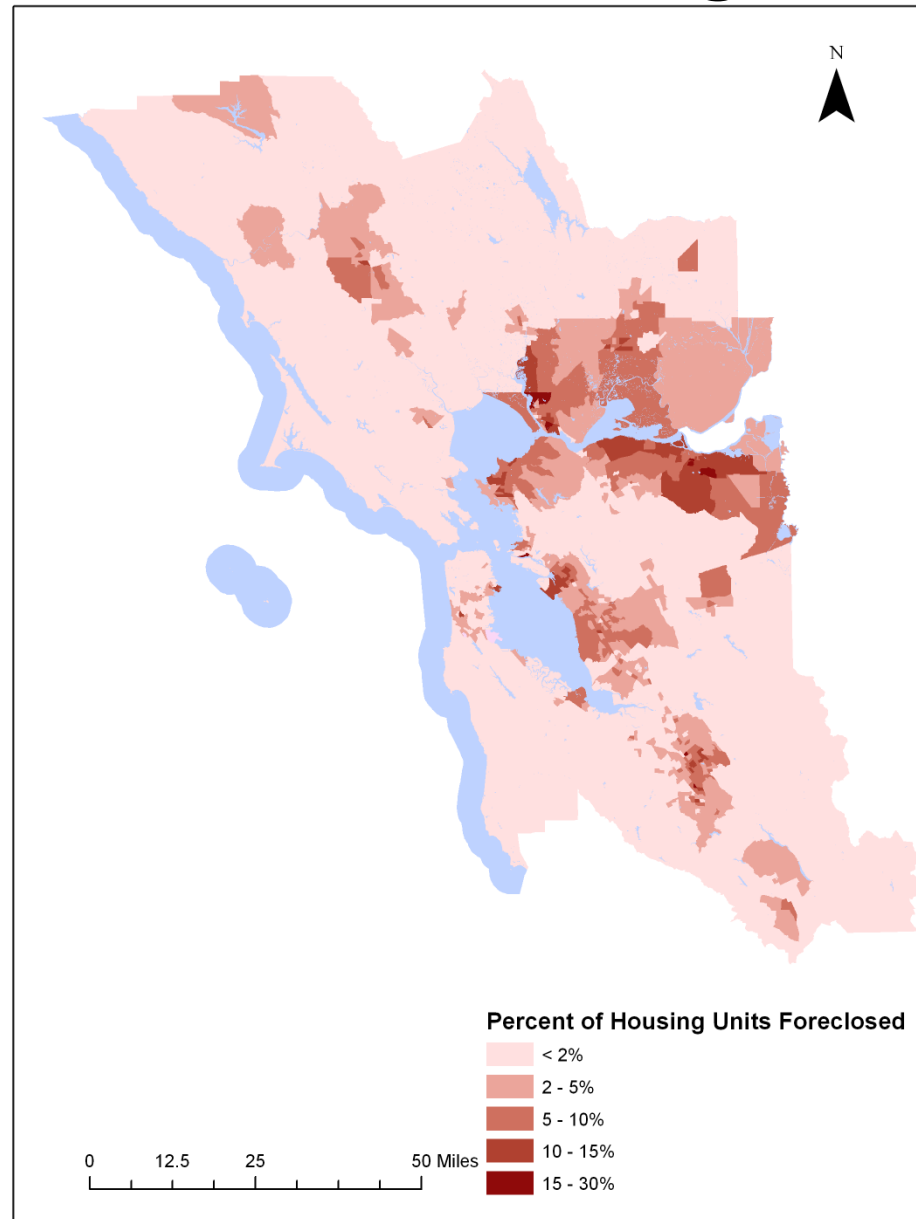 N
Percent of Housing Units Foreclosed
< 2%
2 - 5%
5 - 10%
10 - 15%
15 - 30%
0 12.5 25 50 Miles